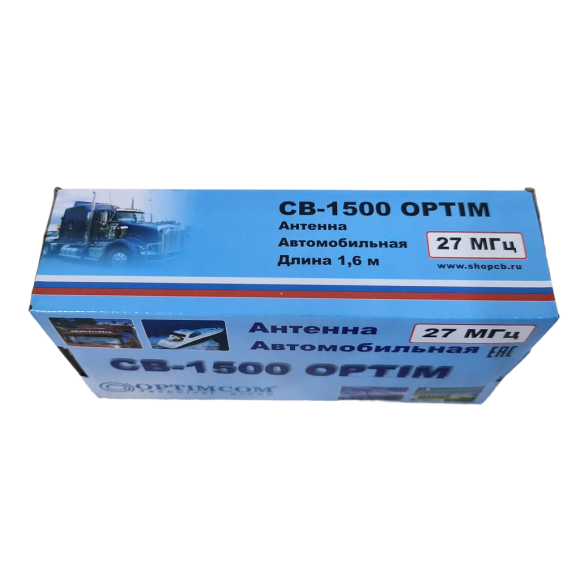 CB-1500 OPTIM
Антенна
Автомобильная
Длина 1,6 м
27 МГц
www.shopcb.ru
Антенна
Автомобильная
27 МГц
EAC
CB-1500 OPTIM
OPTIMCOM